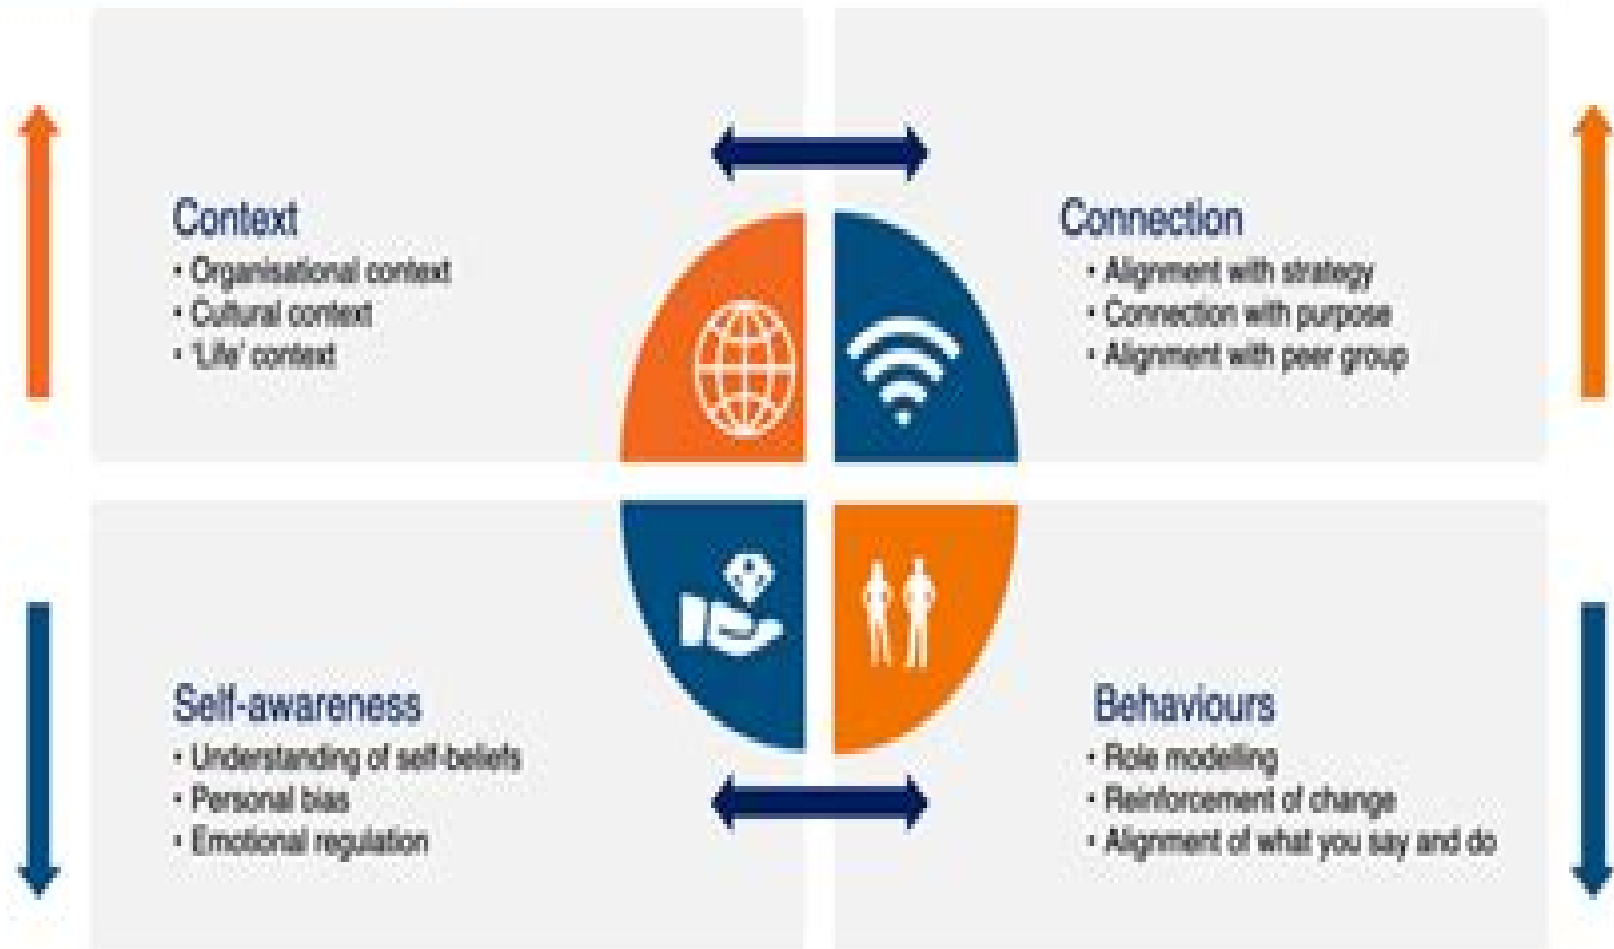 Context
• Organisational context
• Cultural context
• 'Life' context
Connection
• Alignment with strategy
• Connection with purpose
• Alignment with peer group
Self-awareness
• Understanding of self-beliefs
• Personal bias
• Emotional regulation
Behaviours
• Role modelling
• Reinforcement of change
• Alignment of what you say and do